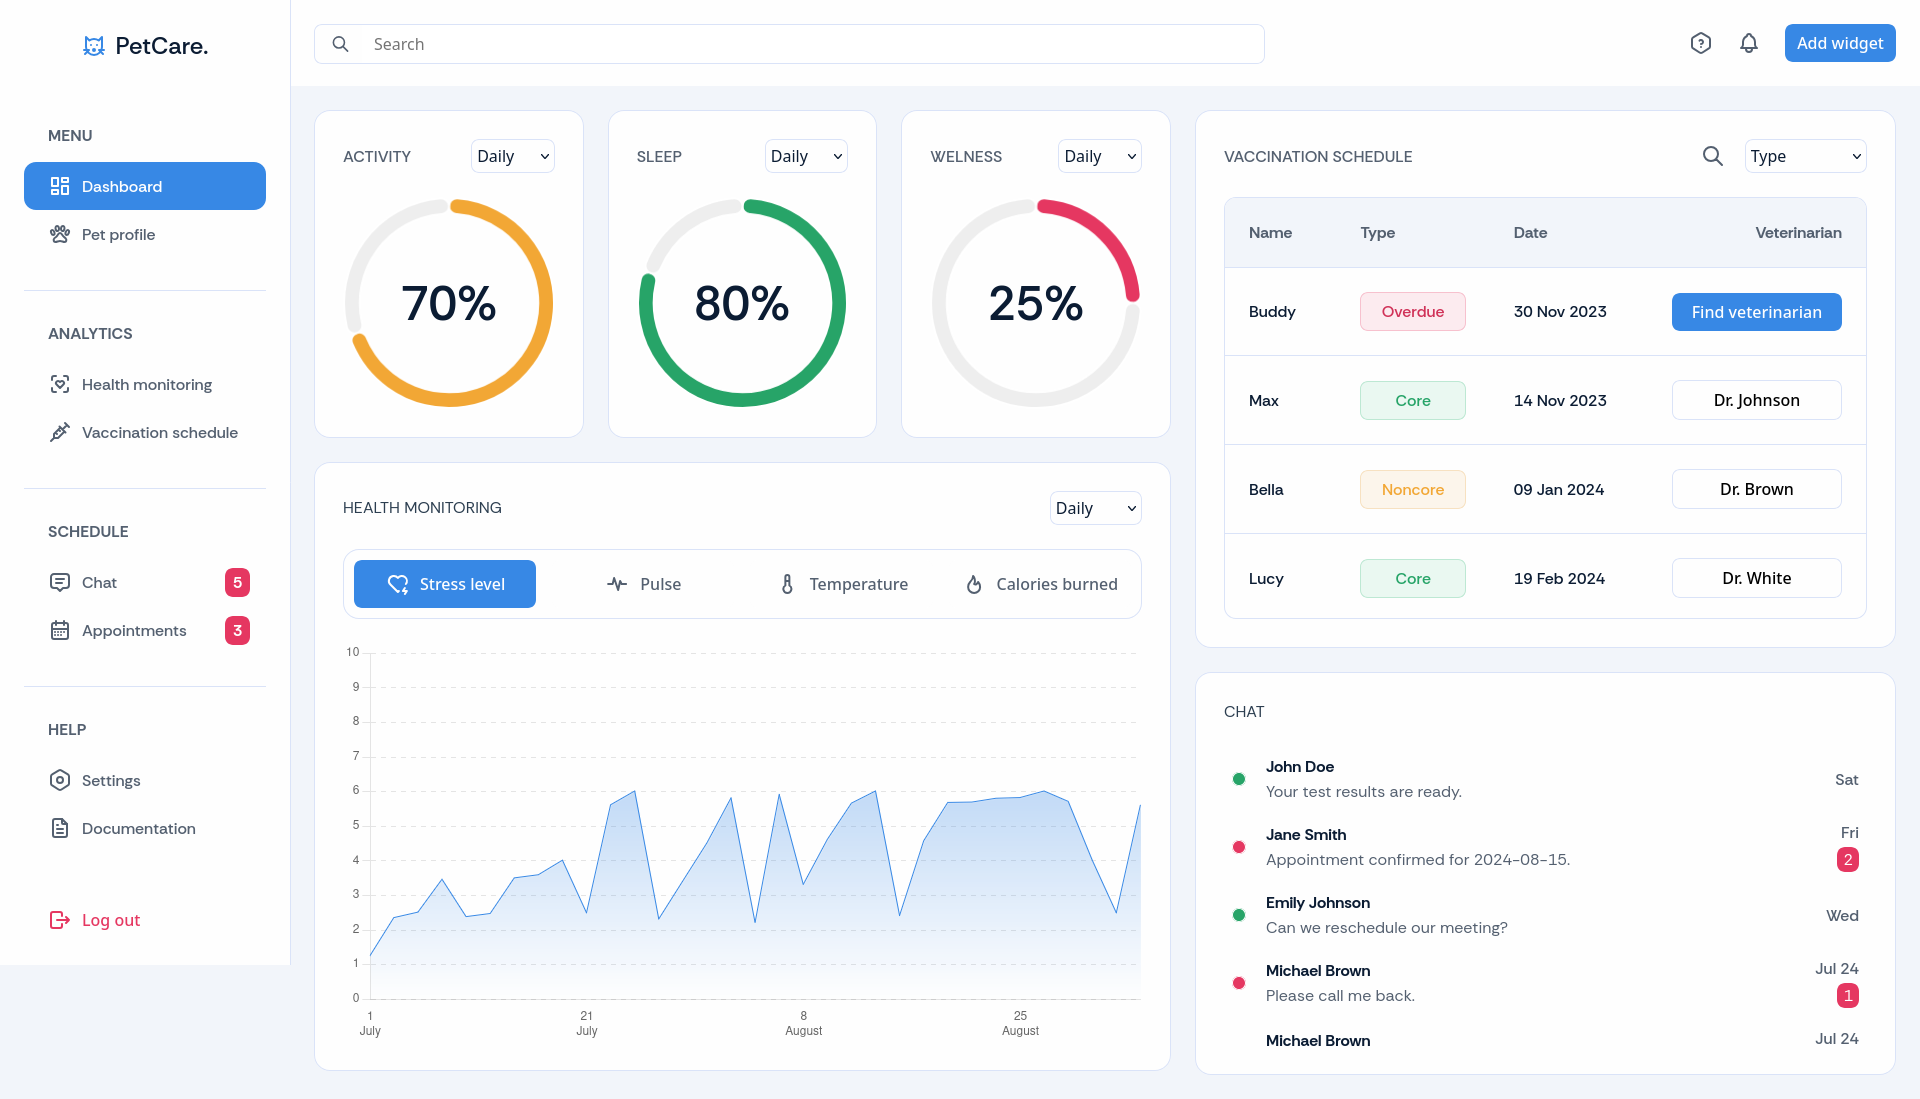 PetCare.
MENU
Dashboard
Pet profile
ANALYTICS
Health monitoring
Vaccination schedule
SCHEDULE
Chat 5
Appointments 3
HELP
Settings
Documentation
Log out
Search
Add widget
ACTIVITY Daily
70%
SLEEP Daily
80%
WELNESS Daily
25%
HEALTH MONITORING Daily
Stress level Pulse Temperature Calories burned
10
9
8
7
6
5
4
3
2
1
0
1 21 8 25
July July August August
VACCINATION SCHEDULE Type
Name Type Date Veterinarian
Buddy Overdue 30 Nov 2023 Find veterinarian
Max Core 14 Nov 2023 Dr. Johnson
Bella Noncore 09 Jan 2024 Dr. Brown
Lucy Core 19 Feb 2024 Dr. White
CHAT
John Doe
Your test results are ready.
Sat
Jane Smith
Appointment confirmed for 2024-08-15.
Fri
2
Emily Johnson
Can we reschedule our meeting?
Wed
Michael Brown
Please call me back.
Jul 24
1
Michael Brown
Jul 24